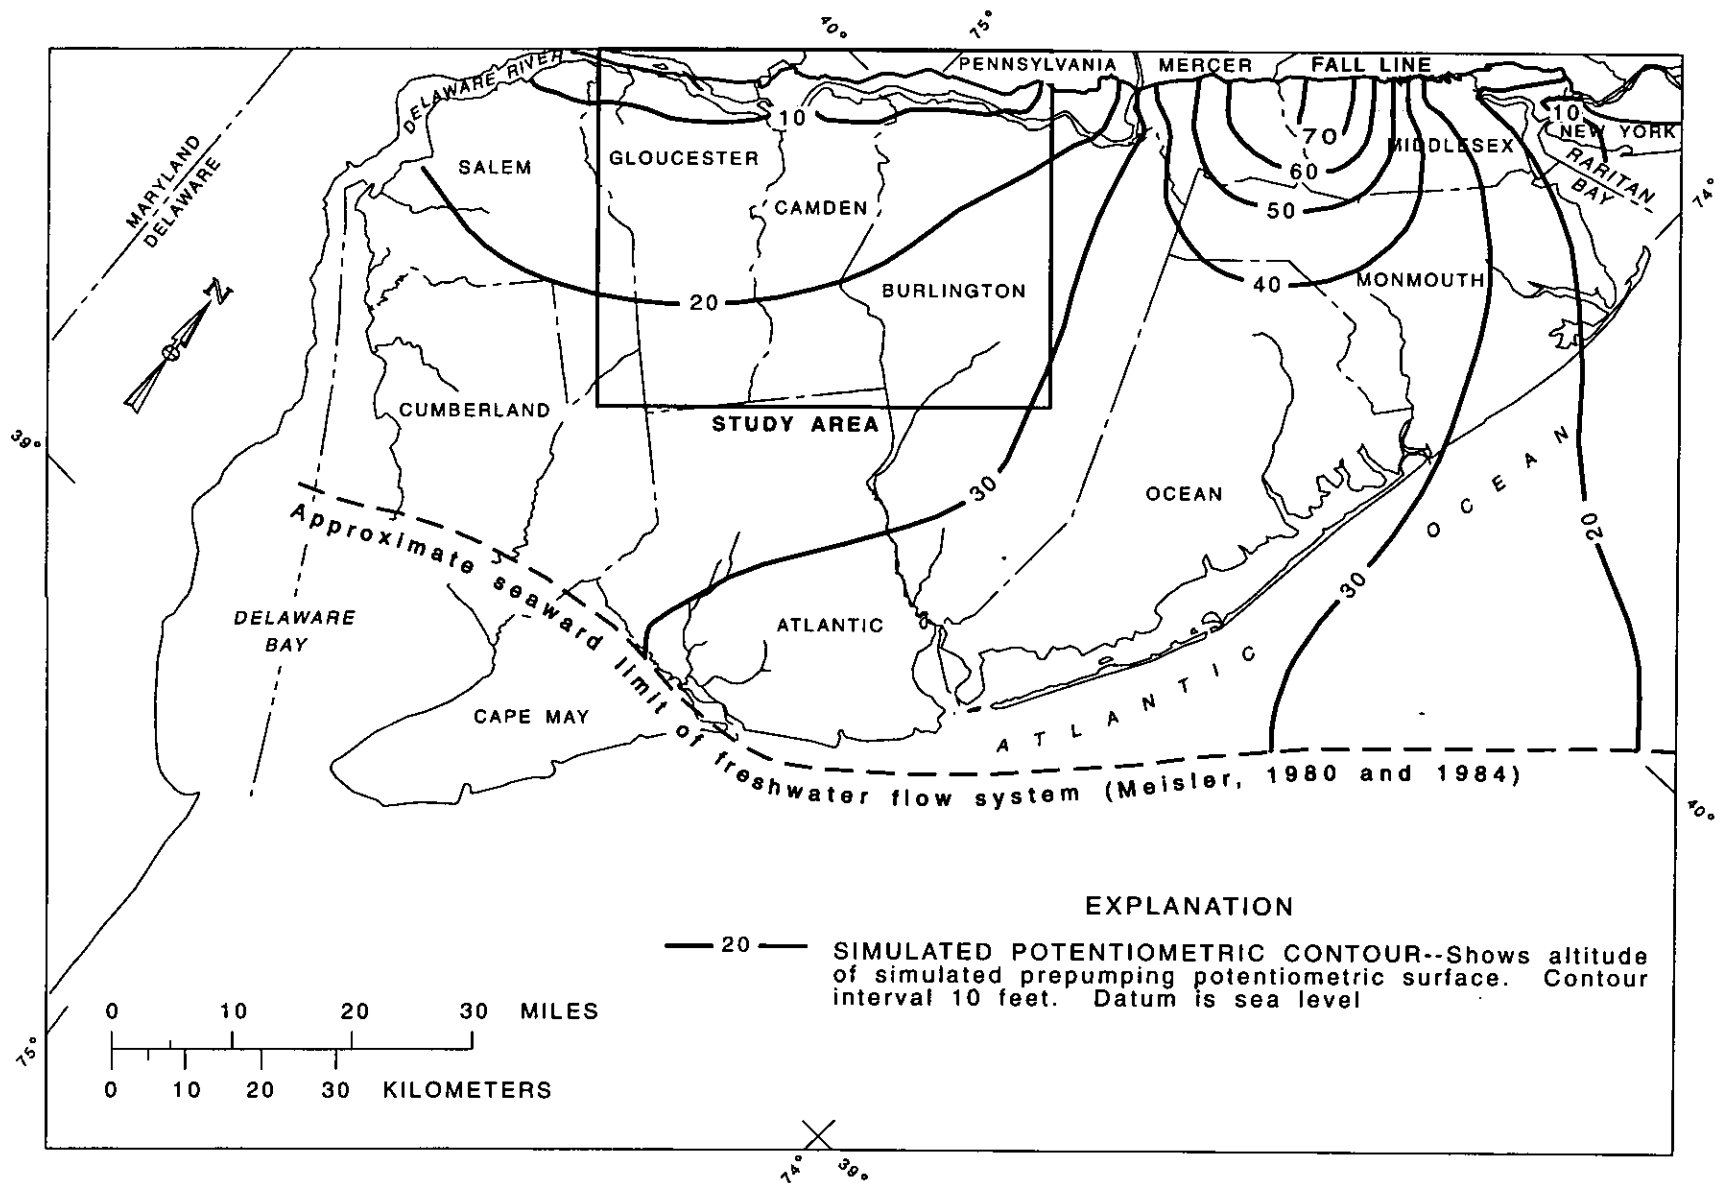 40°
75°
PENNSYLVANIA
MERCER
FALL LINE
DELAWARE RIVER
10
10
NEW YORK
MARYLAND
DELAWARE
SALEM
GLOUCESTER
70
MIDDLESEX
60
RARITAN
BAY
74°
CAMDEN
50
N
20
BURLINGTON
40
MONMOUTH
CUMBERLAND
STUDY AREA
39°
30
OCEAN
20
Approximate seaward limit of freshwater flow system (Meisler, 1980 and 1984)
30
DELAWARE
BAY
ATLANTIC
CAPE MAY
ATLANTIC OCEAN
40°
EXPLANATION
20
SIMULATED POTENTIOMETRIC CONTOUR--Shows altitude
of simulated prepumping potentiometric surface. Contour
interval 10 feet. Datum is sea level
0 10 20 30 MILES
0 10 20 30 KILOMETERS
75°
74°
39°